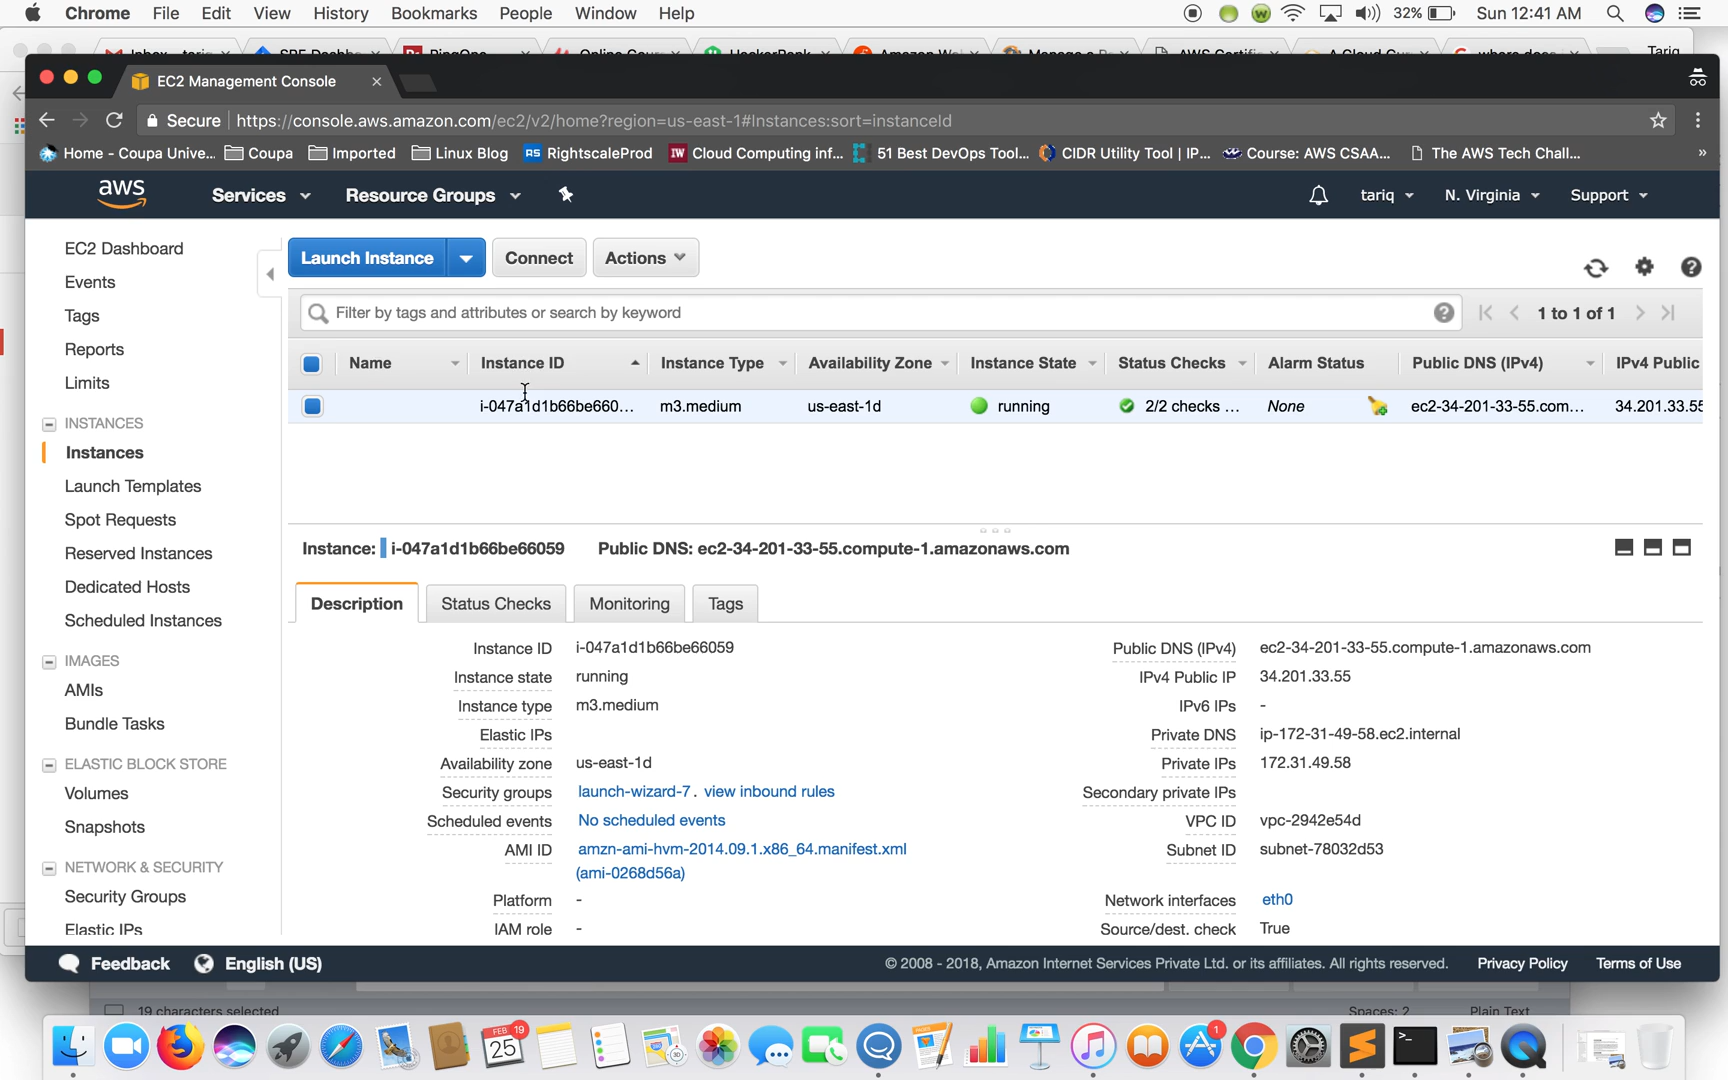 Chrome File Edit View History Bookmarks People Window Help 32% Sun 12:41 AM
Tariq
EC2 Management Console
Secure https://console.aws.amazon.com/ec2/v2/home?region=us-east-1#Instances:sort=instanceId
Home - Coupa Unive... Coupa Imported Linux Blog RS RightscaleProd IW Cloud Computing inf... 51 Best DevOps Tool... CIDR Utility Tool | IP... Course: AWS CSAA... The AWS Tech Chall... »
aws Services Resource Groups tariq N. Virginia Support
EC2 Dashboard
Events
Tags
Reports
Limits
INSTANCES
Instances
Launch Templates
Spot Requests
Reserved Instances
Dedicated Hosts
Scheduled Instances
IMAGES
AMIs
Bundle Tasks
ELASTIC BLOCK STORE
Volumes
Snapshots
NETWORK & SECURITY
Security Groups
Elastic IPs
Launch Instance Connect Actions
Filter by tags and attributes or search by keyword 1 to 1 of 1
Name Instance ID Instance Type Availability Zone Instance State Status Checks Alarm Status Public DNS (IPv4) IPv4 Public
i-047a1d1b66be660... m3.medium us-east-1d running 2/2 checks ... None ec2-34-201-33-55.com... 34.201.33.55
Instance: i-047a1d1b66be66059 Public DNS: ec2-34-201-33-55.compute-1.amazonaws.com
Description Status Checks Monitoring Tags
Instance ID i-047a1d1b66be66059
Instance state running
Instance type m3.medium
Elastic IPs
Availability zone us-east-1d
Security groups launch-wizard-7 . view inbound rules
Scheduled events No scheduled events
AMI ID amzn-ami-hvm-2014.09.1.x86_64.manifest.xml
(ami-0268d56a)
Platform -
IAM role -
Public DNS (IPv4) ec2-34-201-33-55.compute-1.amazonaws.com
IPv4 Public IP 34.201.33.55
IPv6 IPs -
Private DNS ip-172-31-49-58.ec2.internal
Private IPs 172.31.49.58
Secondary private IPs
VPC ID vpc-2942e54d
Subnet ID subnet-78032d53
Network interfaces eth0
Source/dest. check True
Feedback English (US) © 2008 - 2018, Amazon Internet Services Private Ltd. or its affiliates. All rights reserved. Privacy Policy Terms of Use
19 characters selected Spaces: 2 Plain Text
FEB 19
25
1